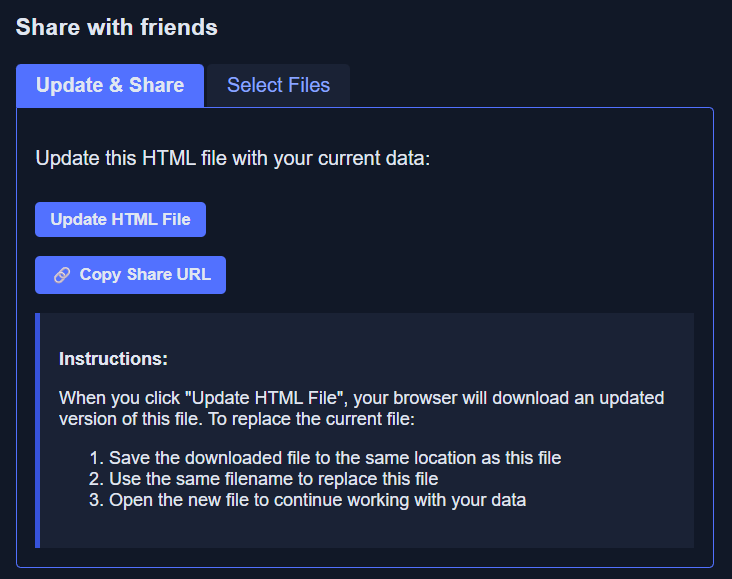 Share with friends
Update & Share
Select Files
Update this HTML file with your current data:
Update HTML File
🔗 Copy Share URL
Instructions:
When you click "Update HTML File", your browser will download an updated
version of this file. To replace the current file:
1. Save the downloaded file to the same location as this file
2. Use the same filename to replace this file
3. Open the new file to continue working with your data